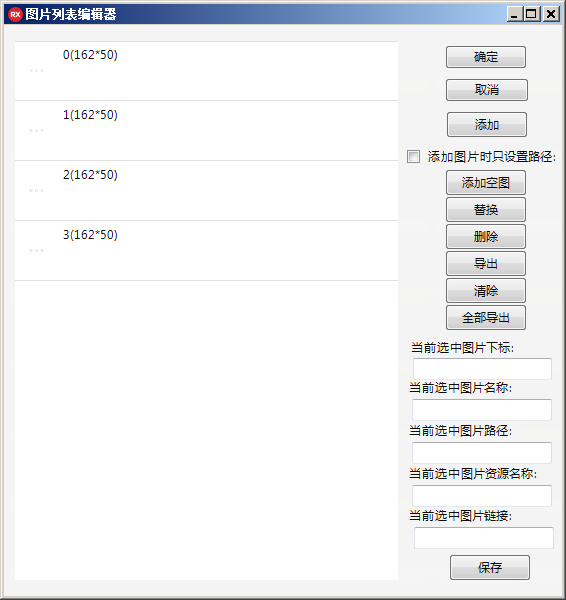 RX 图片列表编辑器
0(162*50)
1(162*50)
2(162*50)
3(162*50)
确定
取消
添加
添加图片时只设置路径:
添加空图
替换
删除
导出
清除
全部导出
当前选中图片下标:
当前选中图片名称:
当前选中图片路径:
当前选中图片资源名称:
当前选中图片链接:
保存